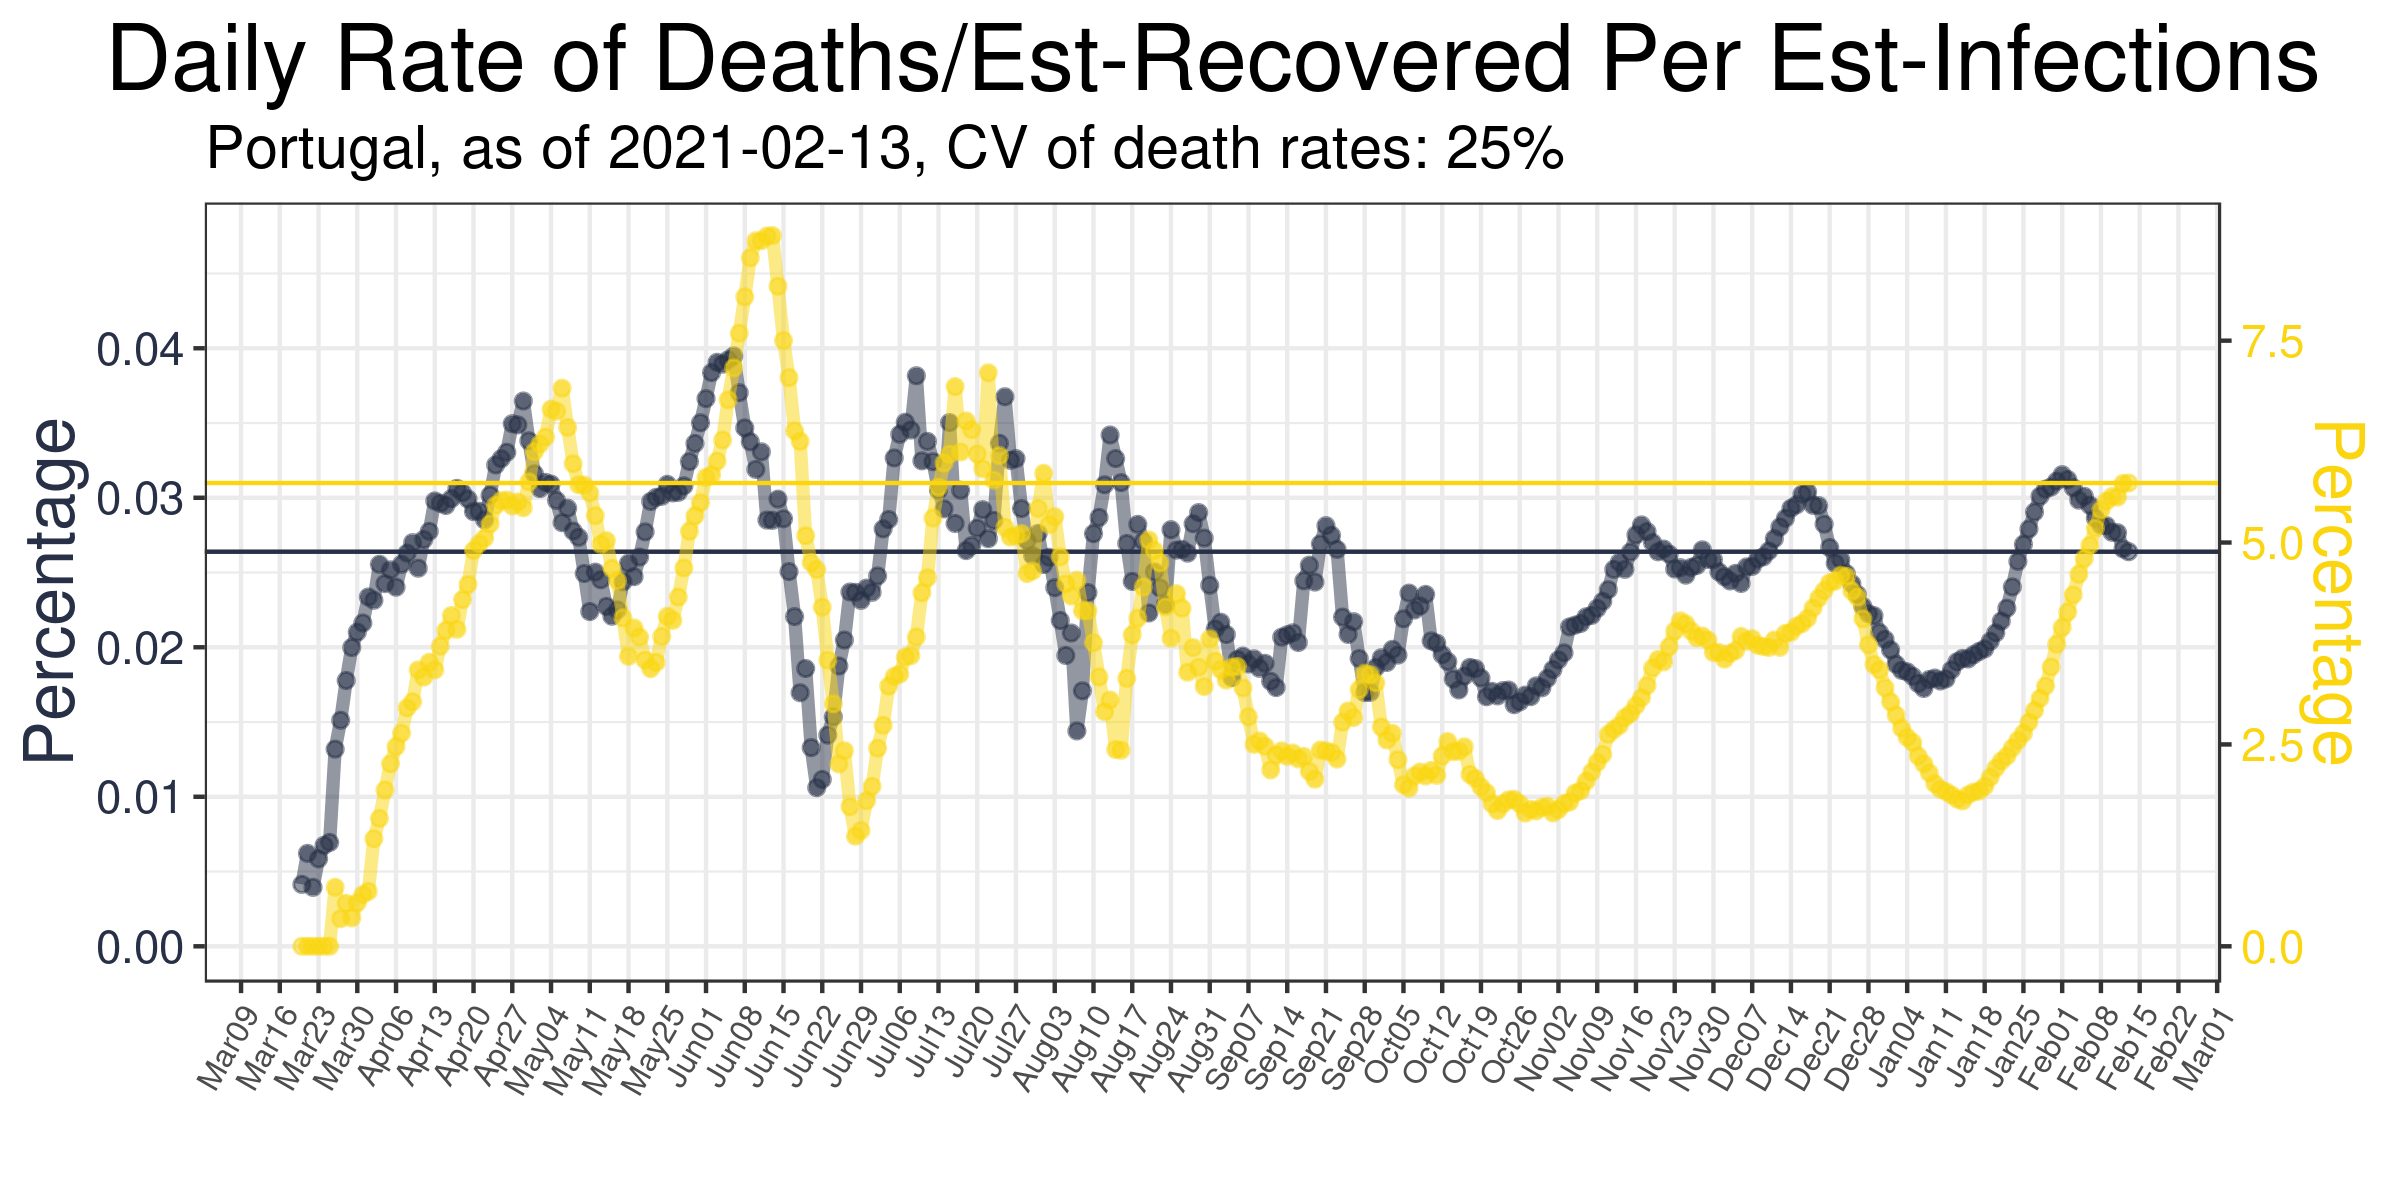 Daily Rate of Deaths/Est-Recovered Per Est-Infections
Portugal, as of 2021-02-13, CV of death rates: 25%
Percentage
0.04
0.03
0.02
0.01
0.00
7.5
5.0
2.5
0.0
Percentage
Mar09 Mar16 Mar23 Mar30 Apr06 Apr13 Apr20 Apr27 May04 May11 May18 May25 Jun01 Jun08 Jun15 Jun22 Jun29 Jul06 Jul13 Jul20 Jul27 Aug03 Aug10 Aug17 Aug24 Aug31 Sep07 Sep14 Sep21 Sep28 Oct05 Oct12 Oct19 Oct26 Nov02 Nov09 Nov16 Nov23 Nov30 Dec07 Dec14 Dec21 Dec28 Jan04 Jan11 Jan18 Jan25 Feb01 Feb08 Feb15 Feb22 Mar01